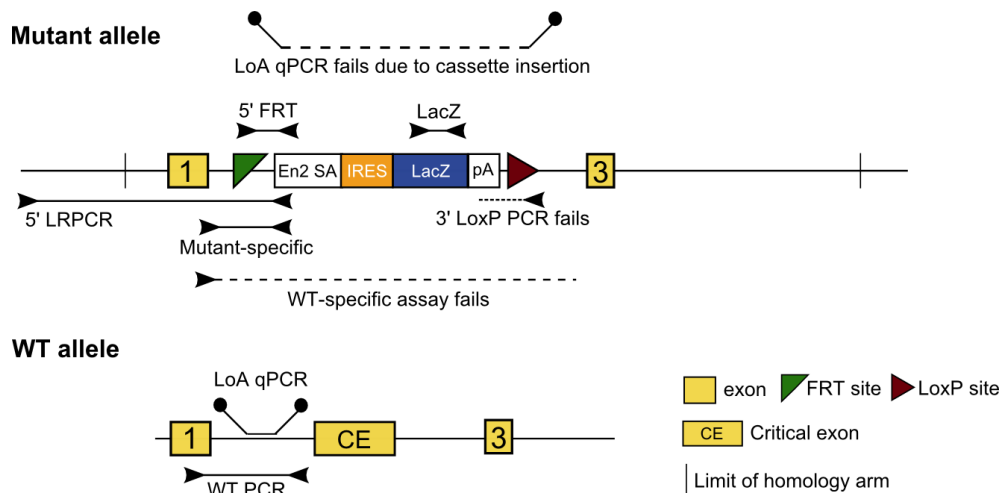 Mutant allele
LoA qPCR fails due to cassette insertion
5' FRT
LacZ
1
En2 SA
IRES
LacZ
pA
3
5' LRPCR
3' LoxP PCR fails
Mutant-specific
WT-specific assay fails
WT allele
LoA qPCR
1
CE
3
WT PCR
exon
FRT site
LoxP site
CE
Critical exon
Limit of homology arm